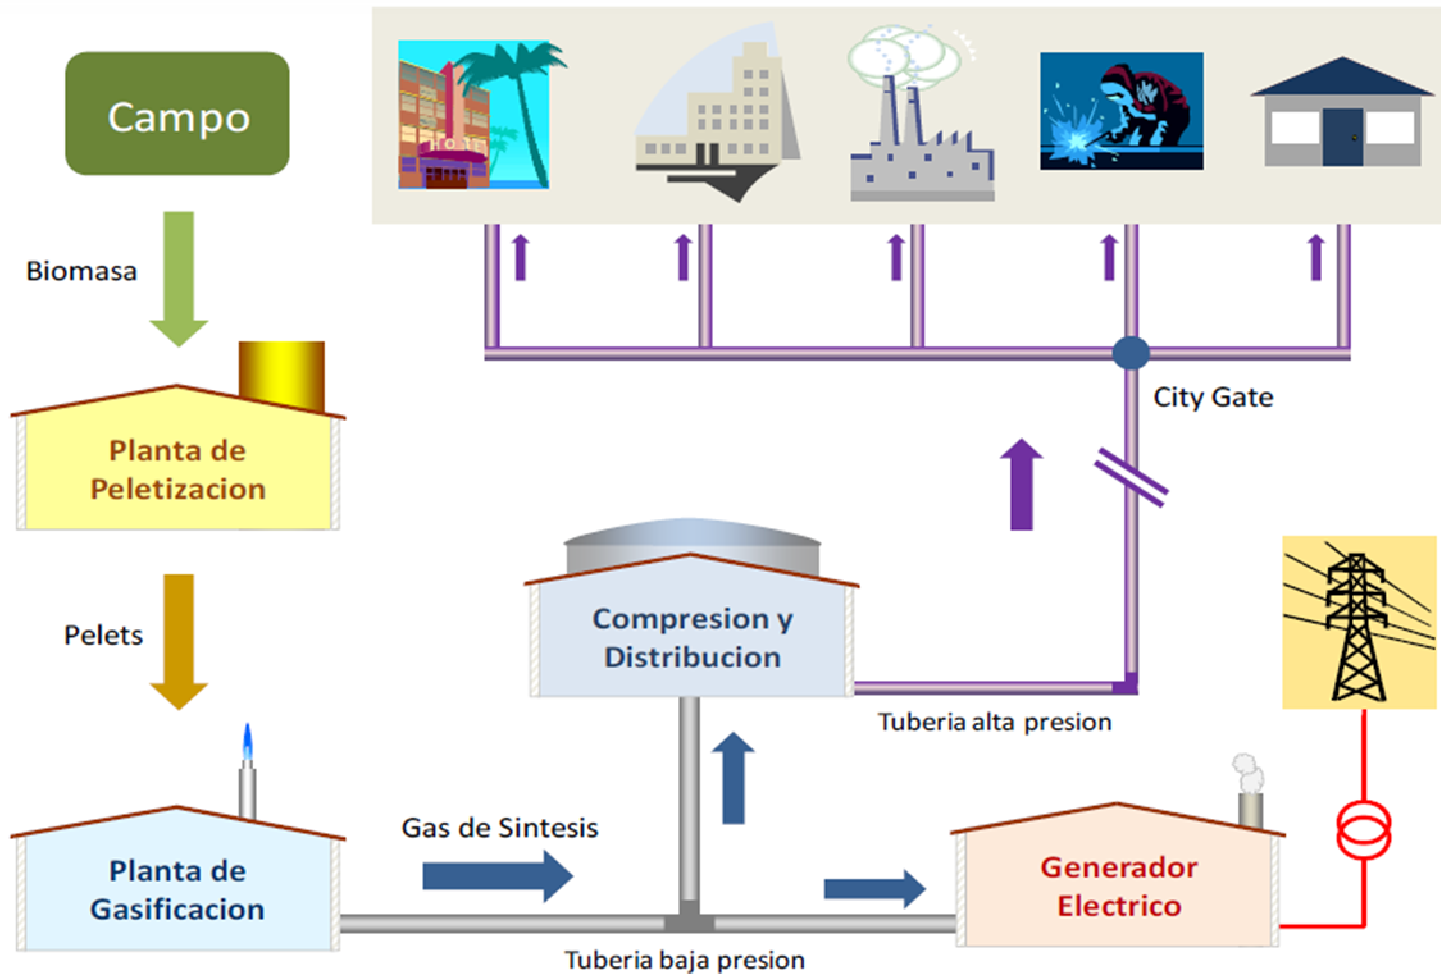 Campo
HOTEL
Biomasa
City Gate
Planta de
Peletizacion
Pelets
Compresion y
Distribucion
Tuberia alta presion
Gas de Sintesis
Planta de
Gasificacion
Generador
Electrico
Tuberia baja presion